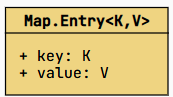 Map.Entry<K,V>
+ key: K
+ value: V